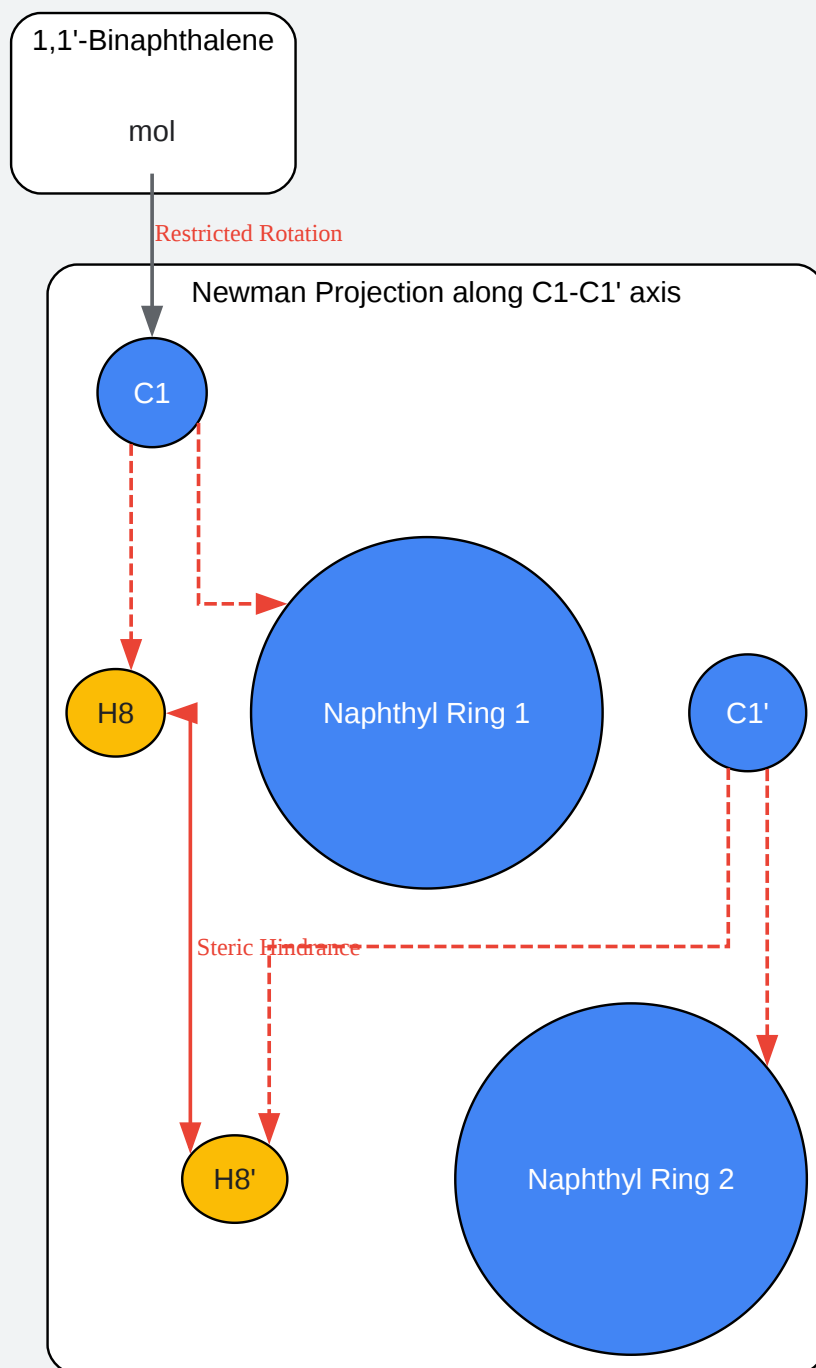 1,1'-Binaphthalene
mol
Restricted Rotation
Newman Projection along C1-C1' axis
C1
H8
Naphthyl Ring 1
C1'
Steric Hindrance
H8'
Naphthyl Ring 2